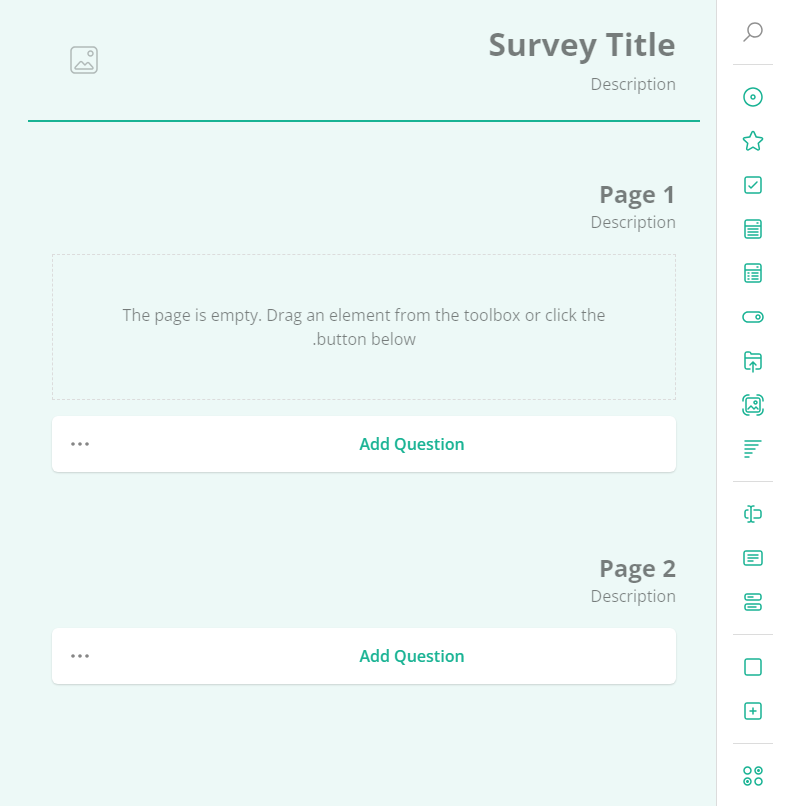 Survey Title
Description
Page 1
Description
The page is empty. Drag an element from the toolbox or click the
.button below
Add Question
Page 2
Description
Add Question